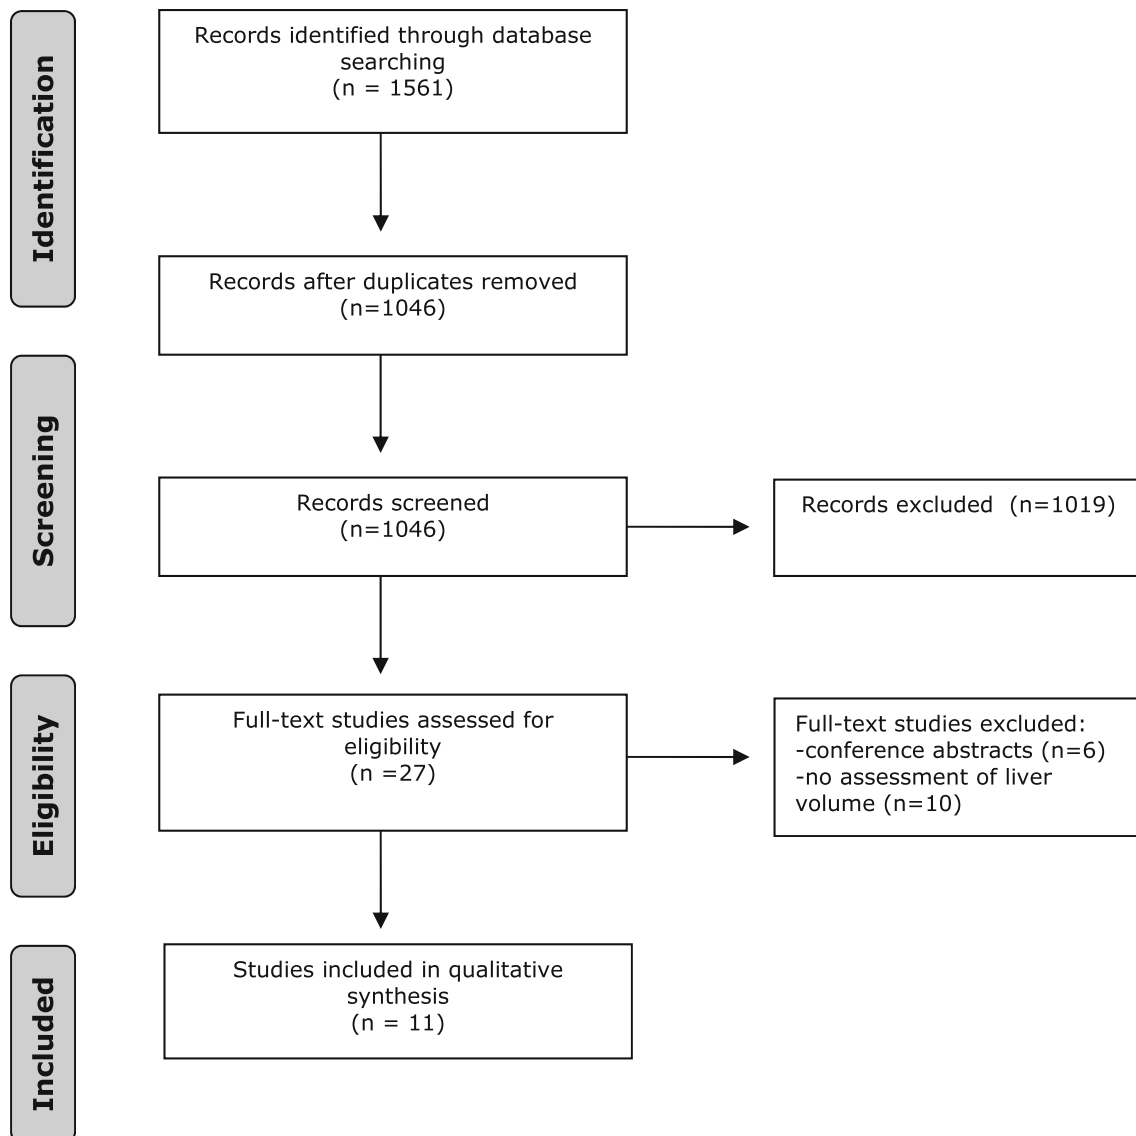 Identification
Records identified through database
searching
(n = 1561)
Records after duplicates removed
(n=1046)
Screening
Records screened
(n=1046)
Records excluded (n=1019)
Eligibility
Full-text studies assessed for
eligibility
(n =27)
Full-text studies excluded:
-conference abstracts (n=6)
-no assessment of liver
volume (n=10)
Included
Studies included in qualitative
synthesis
(n = 11)